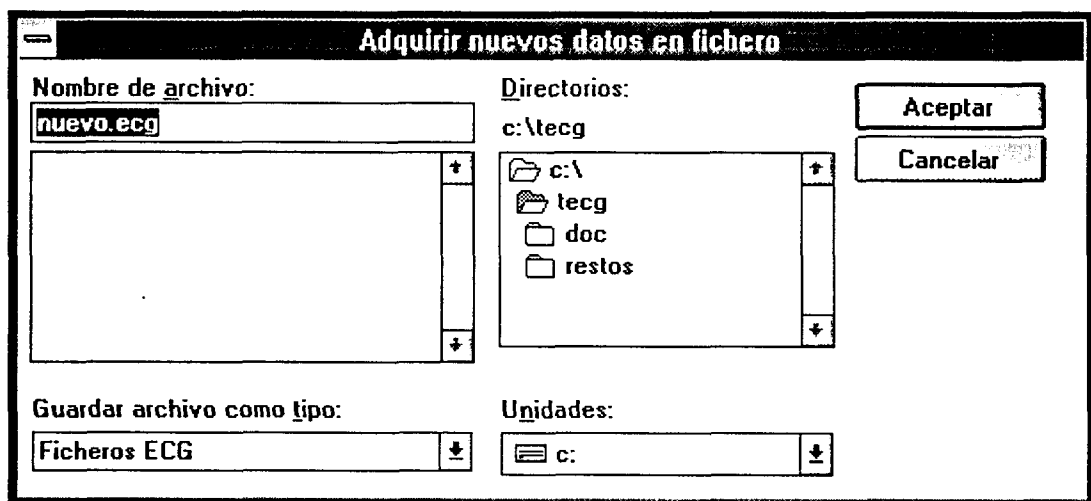 Adquirir nuevos datos en fichero
Nombre de archivo:
nuevo.ecg
Directorios:
c:\tecg
c:\
tecg
doc
restos
Aceptar
Cancelar
Guardar archivo como tipo:
Ficheros ECG
Unidades:
c: